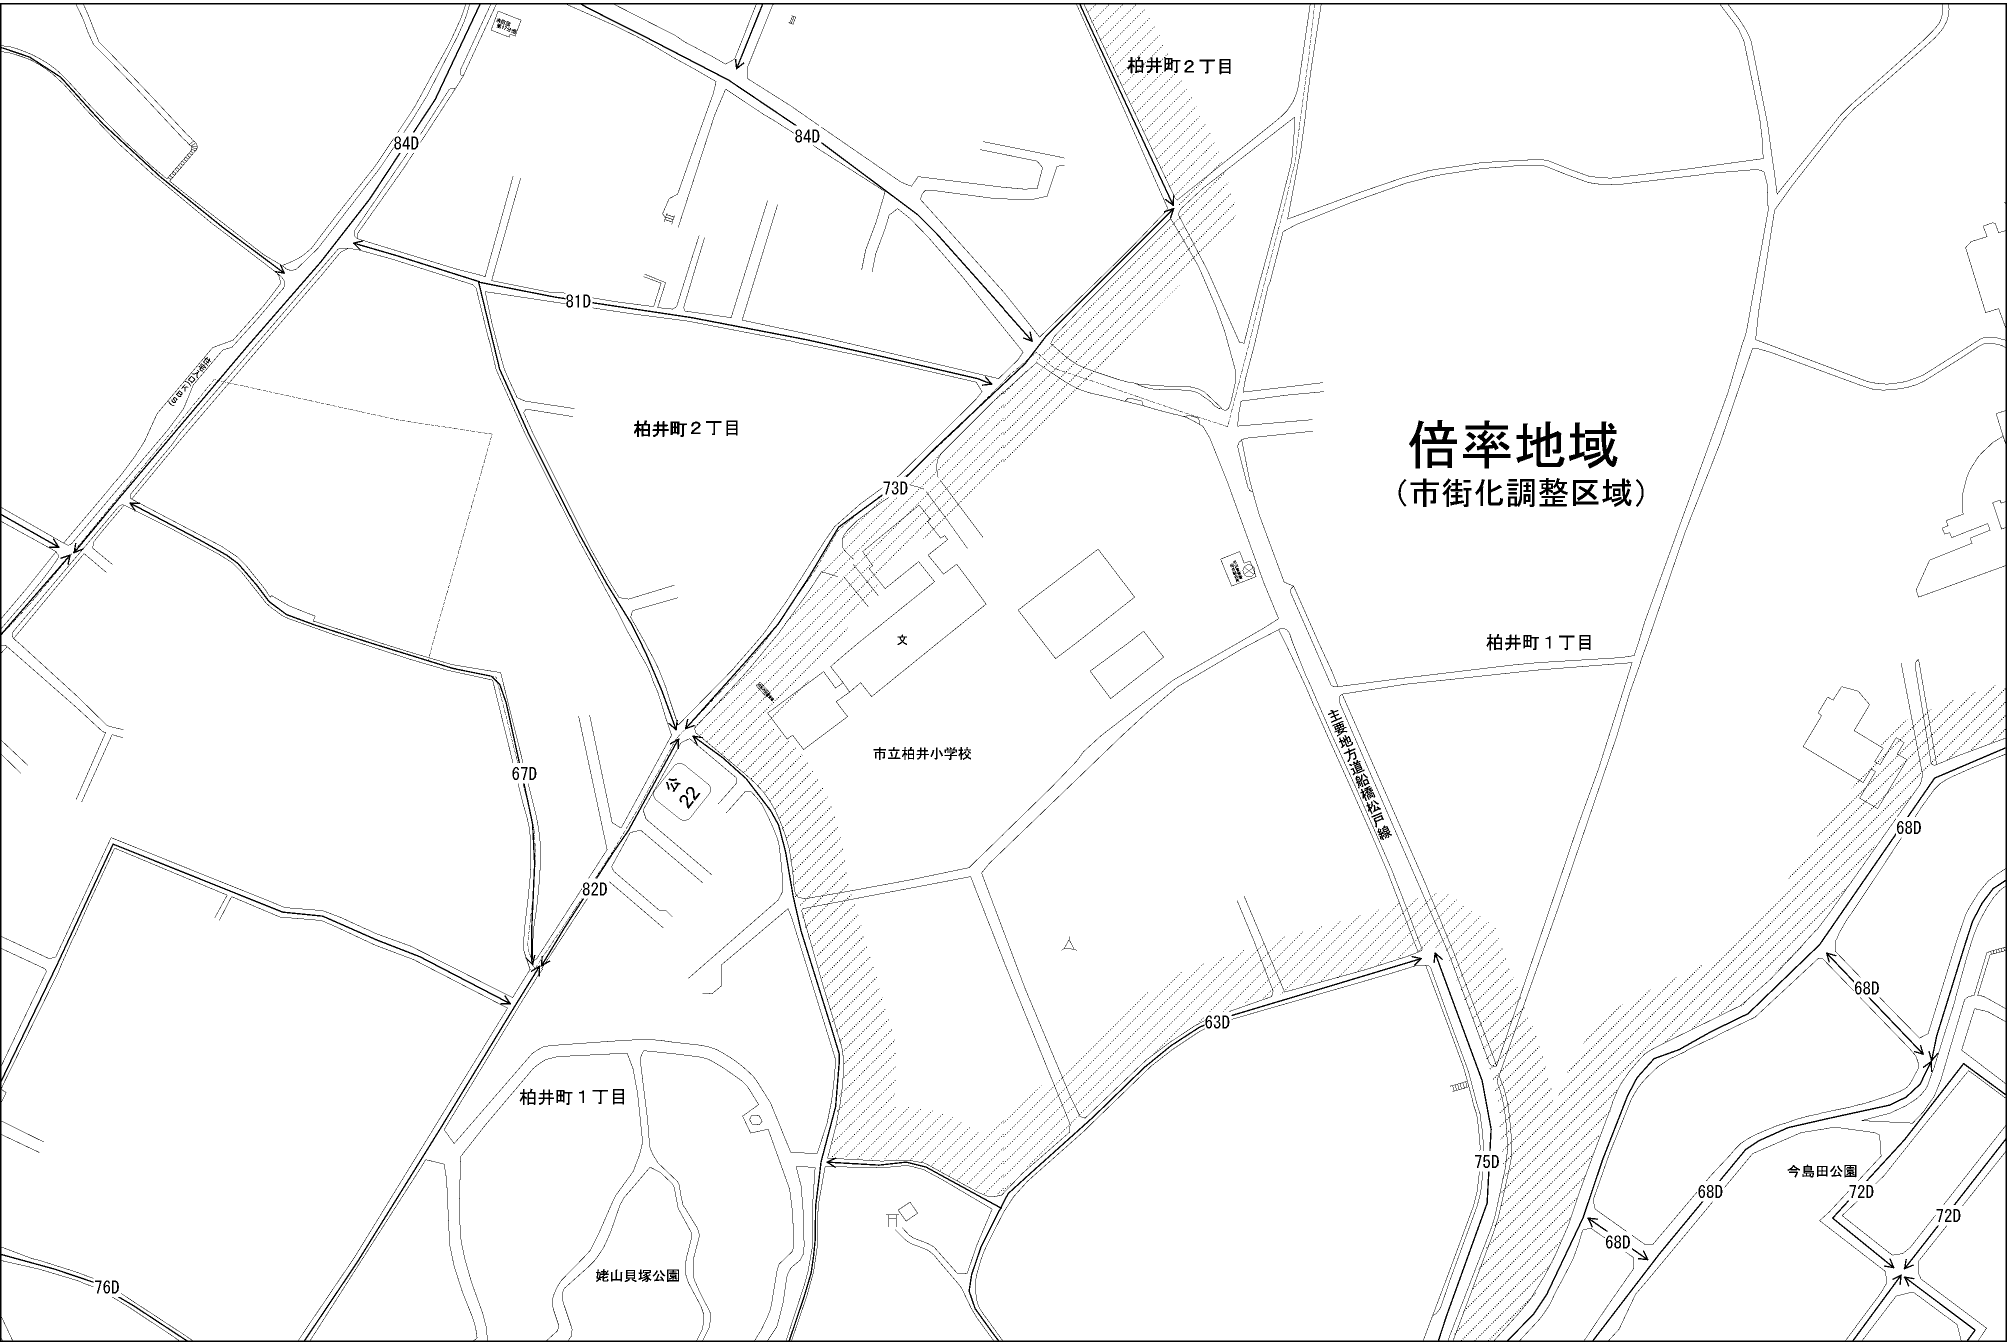 柏井町２丁目
84D
84D
81D
柏井町２丁目
倍率地域
（市街化調整区域）
73D
文
柏井町１丁目
主要地方道船橋松戸線
市立柏井小学校
67D
公
22
68D
82D
68D
63D
柏井町１丁目
75D
今島田公園
72D
68D
72D
68D
姥山貝塚公園
76D